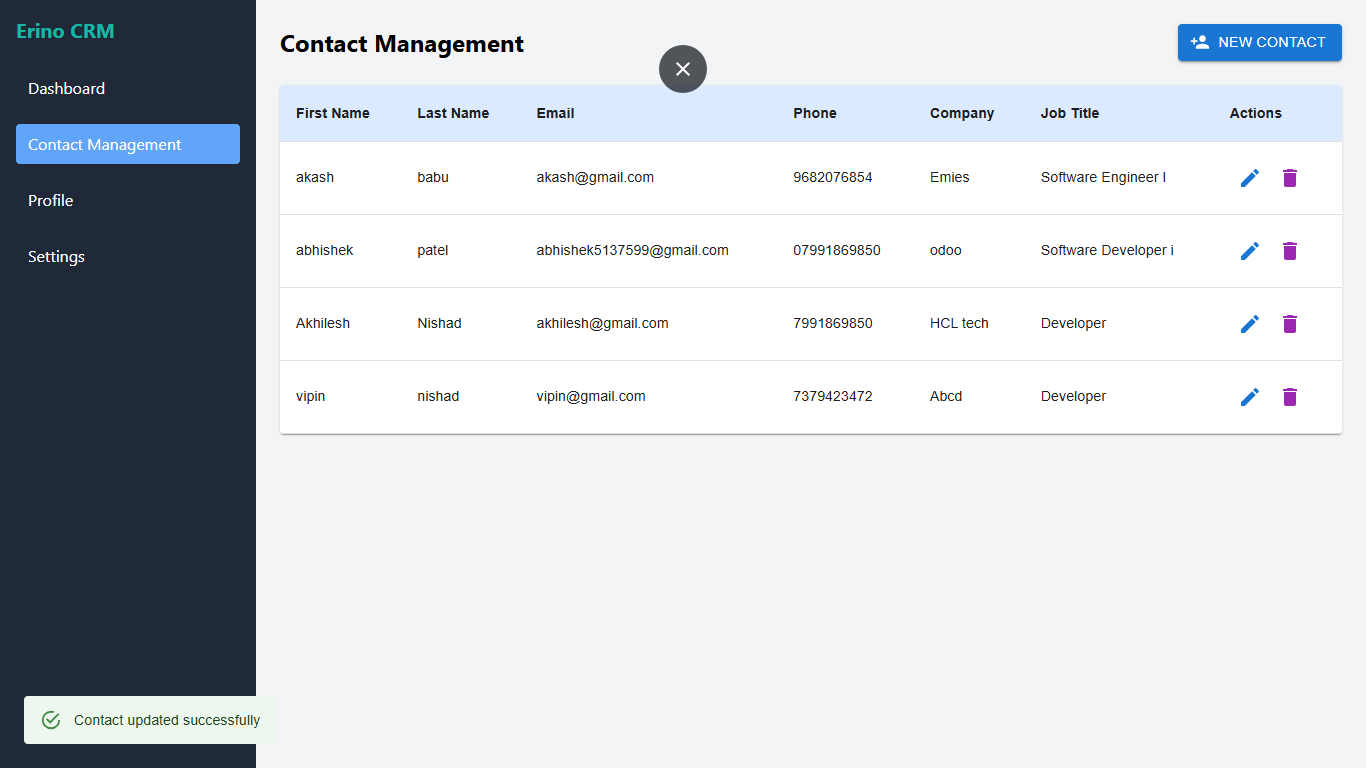 Erino CRM
Dashboard
Contact Management
Profile
Settings
Contact Management
NEW CONTACT
First Name Last Name Email Phone Company Job Title Actions
akash babu akash@gmail.com 9682076854 Emies Software Engineer I
abhishek patel abhishek5137599@gmail.com 07991869850 odoo Software Developer i
Akhilesh Nishad akhilesh@gmail.com 7991869850 HCL tech Developer
vipin nishad vipin@gmail.com 7379423472 Abcd Developer
Contact updated successfully